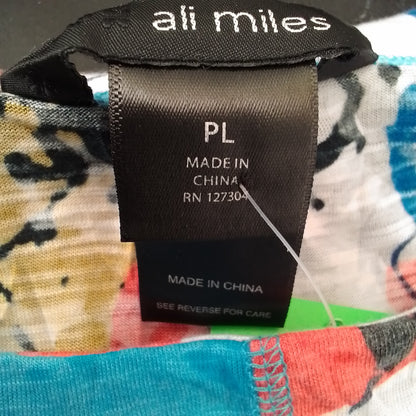 ali miles
PL
MADE IN
CHINA
RN 127304
MADE IN CHINA
SEE REVERSE FOR CARE